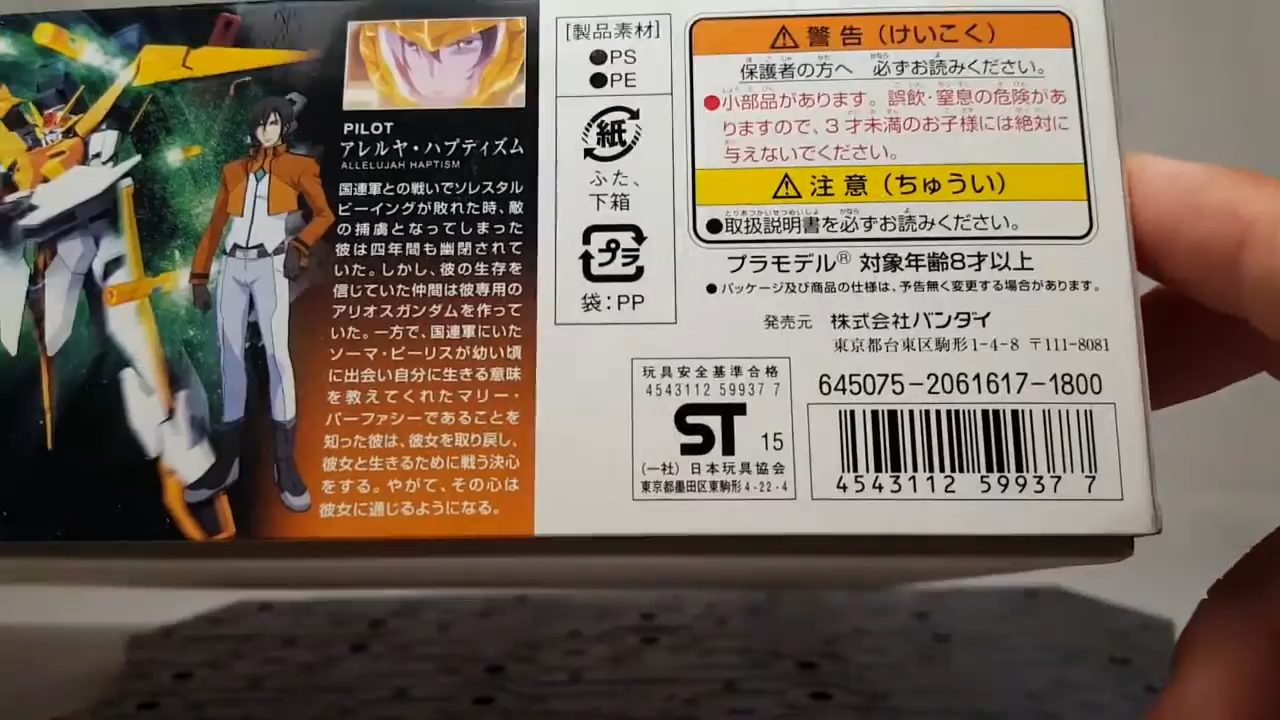 PILOT
アレルヤ・ハプティズム
ALLELUJAH HAPTISM
国連軍との戦いでソレスタル
ビーイングが敗れた時、敵
の捕虜となってしまった
彼は四年間も幽閉されて
いた。しかし、彼の生存を
信じていた仲間は彼専用の
アリオスガンダムを作って
いた。一方で、国連軍にいた
ソーマ・ピーリスが幼い頃
に出会い自分に生きる意味
を教えてくれたマリー・
パーファシーであることを
知った彼は、彼女を取り戻し、
彼女と生きるために戦う決心
をする。やがて、その心は
彼女に通じるようになる。
[製品素材]
●PS
●PE
紙
ふた、
下箱
プラ
袋：PP
警告（けいこく）
保護者の方へ 必ずお読みください。
●小部品があります。誤飲・窒息の危険があ
りますので、3才未満のお子様には絶対に
与えないでください。
注意（ちゅうい）
●取扱説明書を必ずお読みください。
プラモデル® 対象年齢8才以上
●パッケージ及び商品の仕様は、予告無く変更する場合があります。
発売元 株式会社バンダイ
東京都台東区駒形1-4-8 〒111-8081
玩具安全基準合格
4543112 59937 7
ST 15
(一社) 日本玩具協会
東京都墨田区東駒形4-22-4
645075-2061617-1800
4543112 59937 7